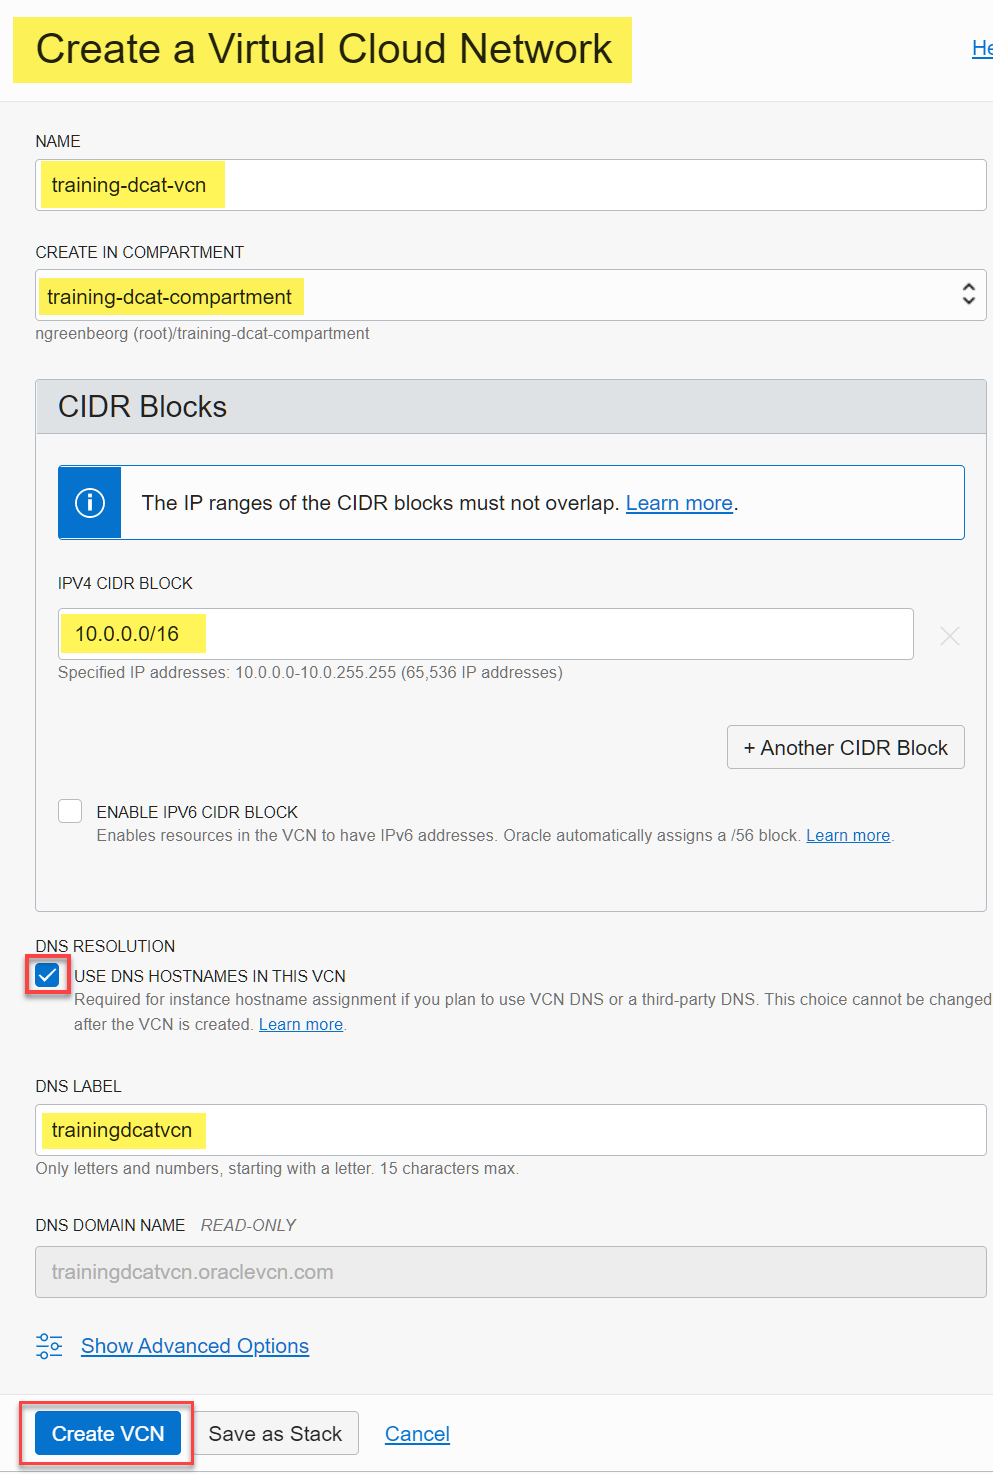 Create a Virtual Cloud Network
He
NAME
training-dcat-vcn
CREATE IN COMPARTMENT
training-dcat-compartment
ngreenbeorg (root)/training-dcat-compartment
CIDR Blocks
The IP ranges of the CIDR blocks must not overlap. Learn more.
IPV4 CIDR BLOCK
10.0.0.0/16
Specified IP addresses: 10.0.0.0-10.0.255.255 (65,536 IP addresses)
+ Another CIDR Block
ENABLE IPV6 CIDR BLOCK
Enables resources in the VCN to have IPv6 addresses. Oracle automatically assigns a /56 block. Learn more.
DNS RESOLUTION
USE DNS HOSTNAMES IN THIS VCN
Required for instance hostname assignment if you plan to use VCN DNS or a third-party DNS. This choice cannot be changed
after the VCN is created. Learn more.
DNS LABEL
trainingdcatvcn
Only letters and numbers, starting with a letter. 15 characters max.
DNS DOMAIN NAME READ-ONLY
trainingdcatvcn.oraclevcn.com
Show Advanced Options
Create VCN Save as Stack Cancel